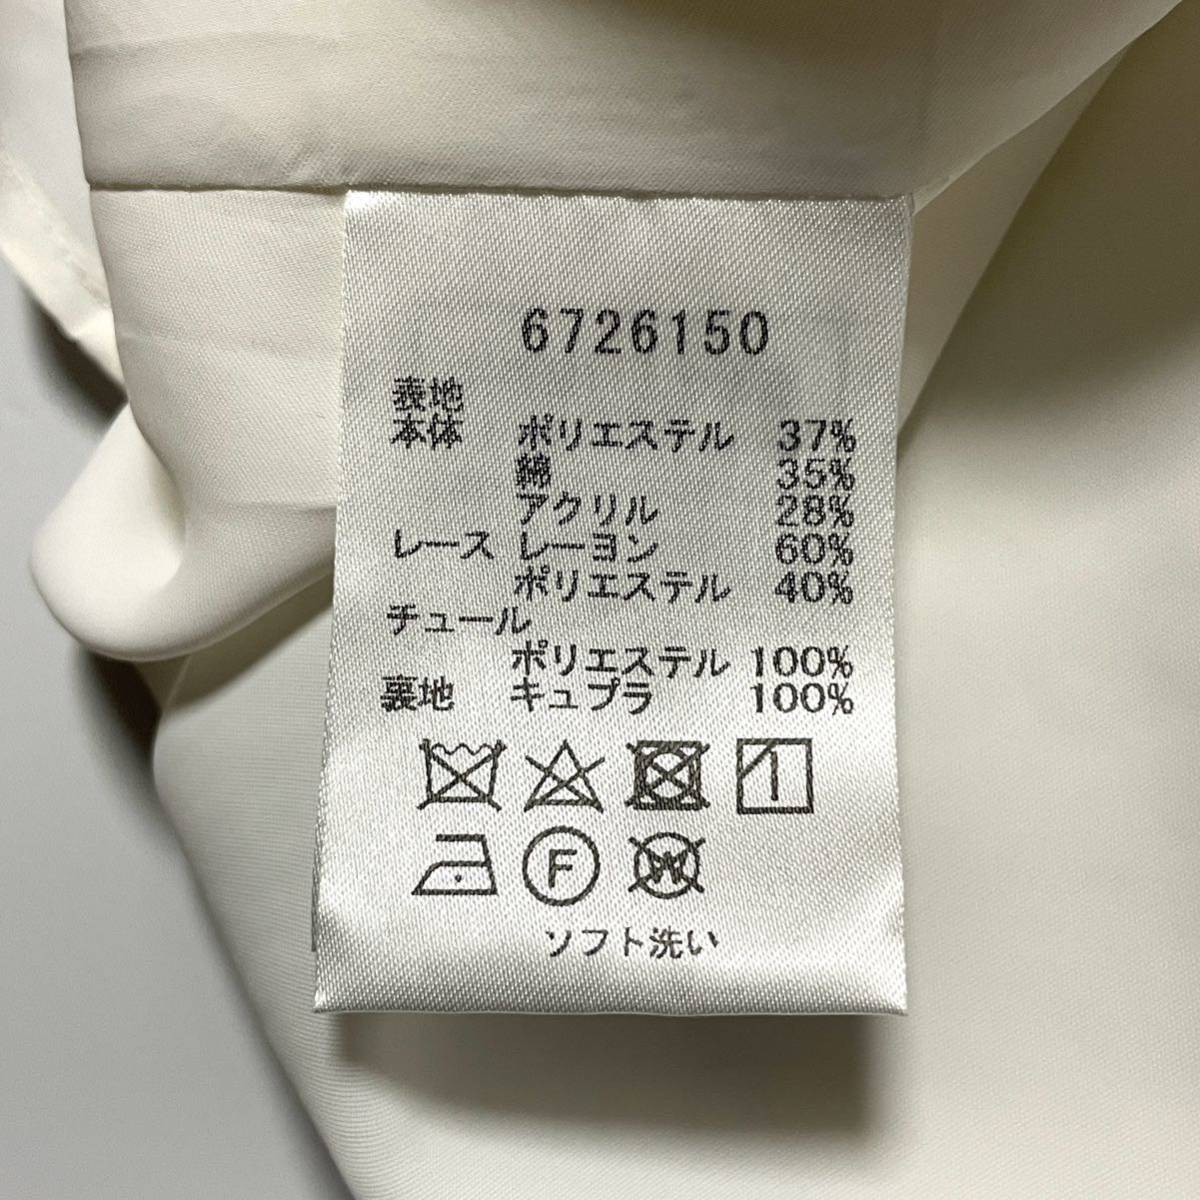 6726150
表地
本体 ポリエステル 37%
綿 35%
アクリル 28%
レース レーヨン 60%
ポリエステル 40%
チュール
ポリエステル 100%
裏地 キュプラ 100%
F W
ソフト洗い